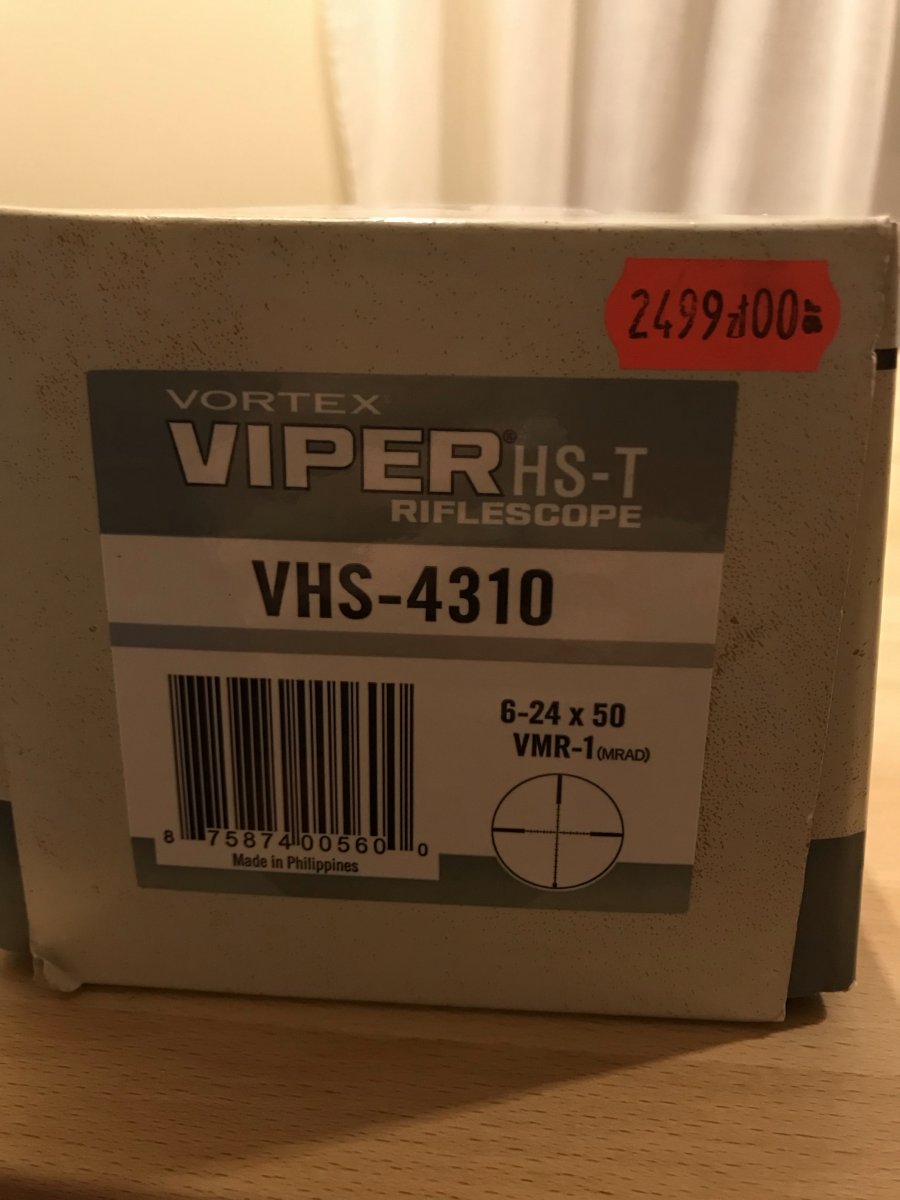 2499zł00gr
VORTEX
VIPER® HS-T
RIFLESCOPE
VHS-4310
6-24 x 50
VMR-1 (MRAD)
8 75874 00560 0
Made in Philippines